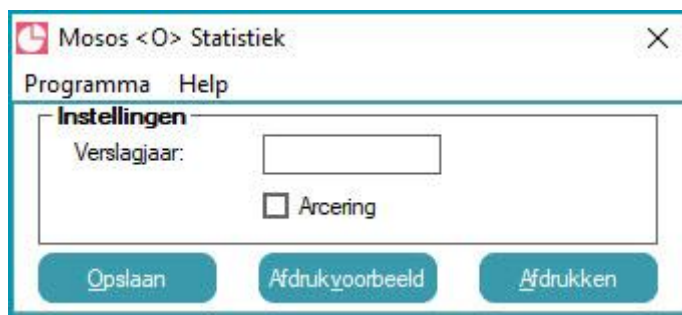 Mosos <O> Statistiek
Programma Help
Instellingen
Verslagjaar:
Arcering
Opslaan Afdrukvoorbeeld Afdrukken